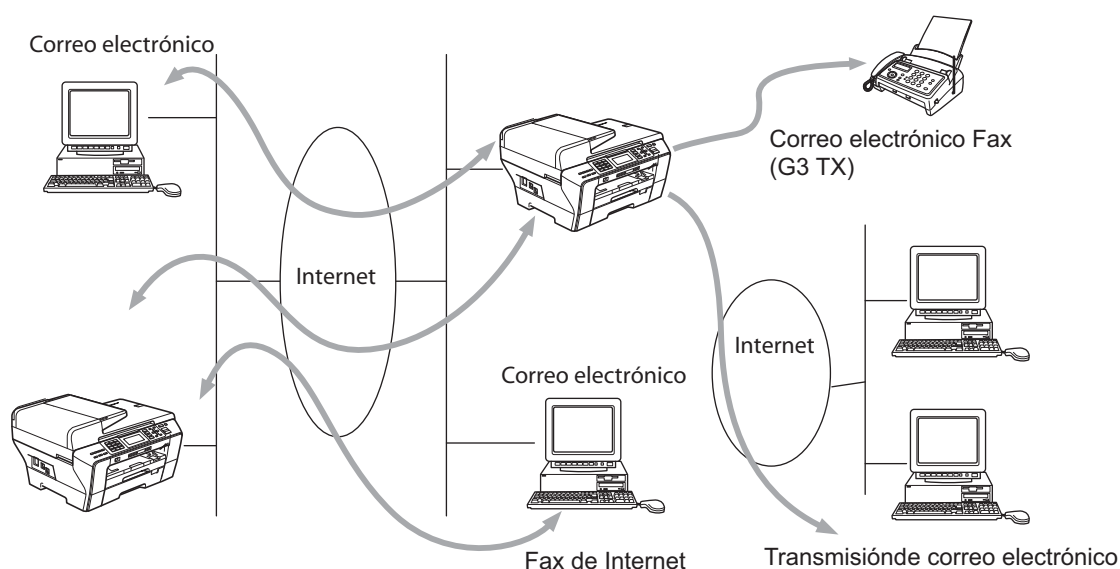 Correo electrónico
Correo electrónico Fax
(G3 TX)
Internet
Internet
Correo electrónico
Fax de Internet
Transmisiónde correo electrónico